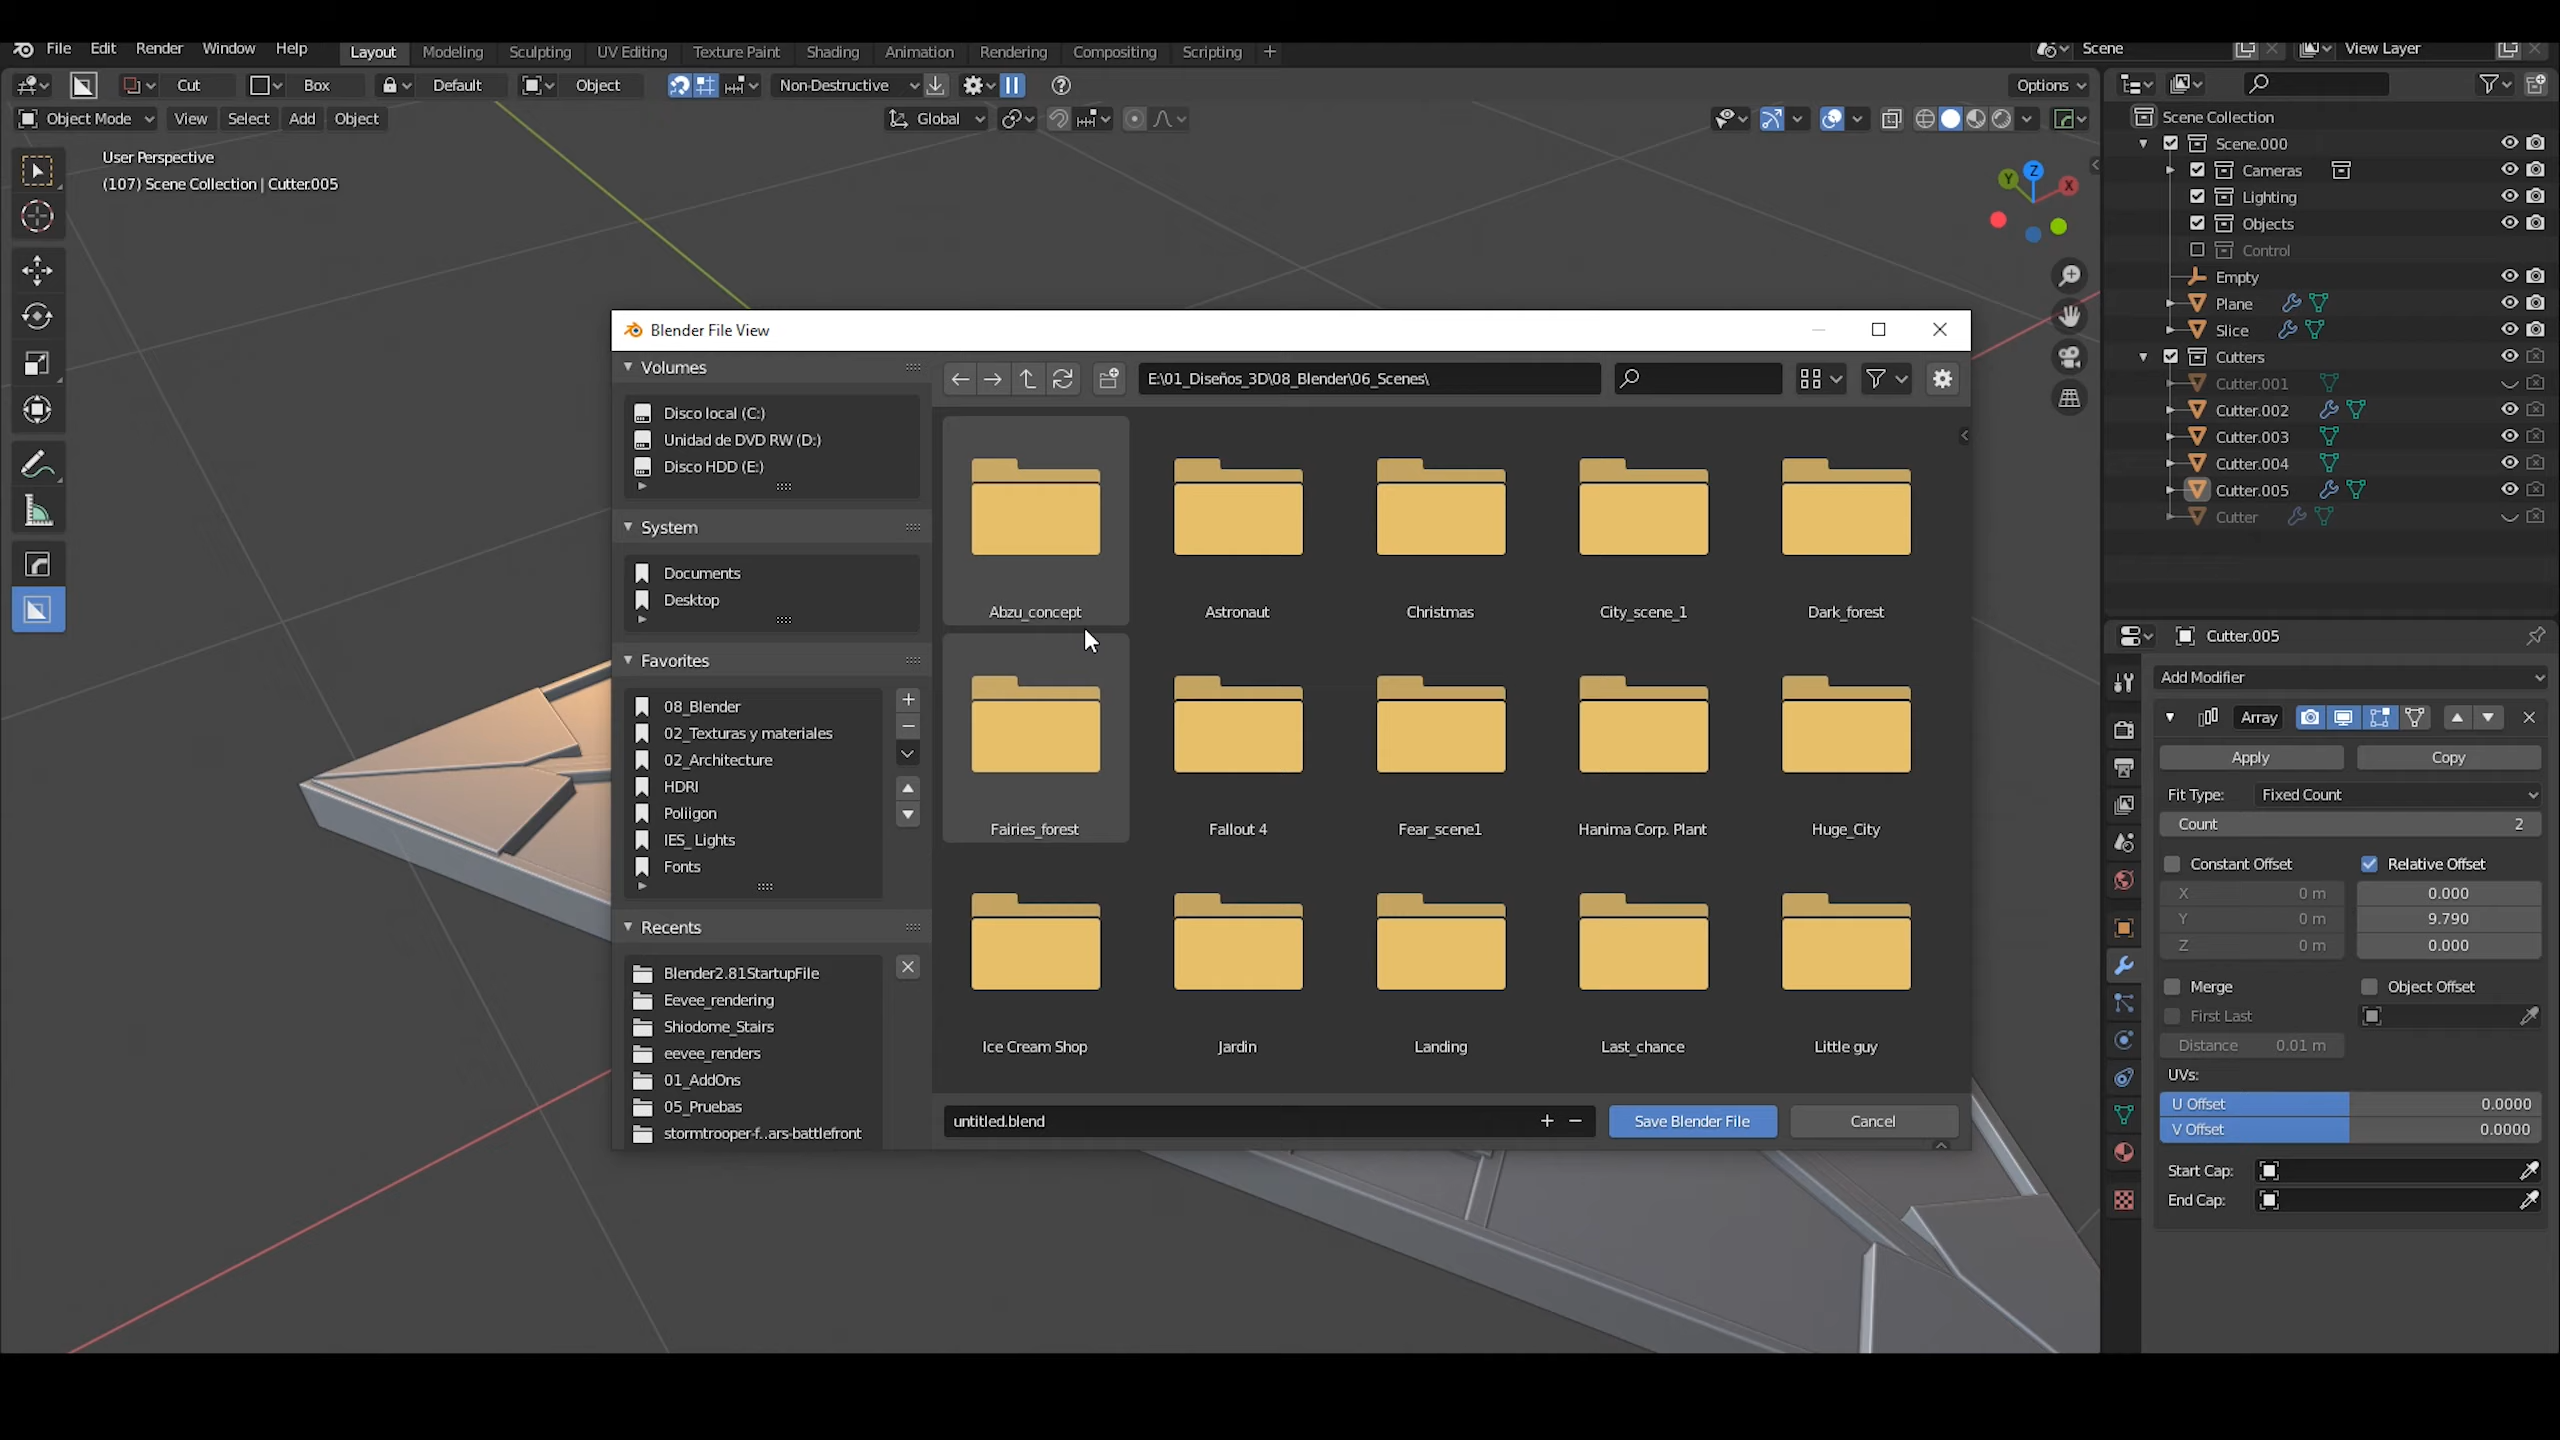 File Edit Render Window Help Layout Modeling Sculpting UV Editing Texture Paint Shading Animation Rendering Compositing Scripting + Scene View Layer
Cut Box Default Object Non-Destructive Options
Object Mode View Select Add Object Global
User Perspective
(107) Scene Collection | Cutter.005
Y Z X
Blender File View
Volumes
Disco local (C:)
Unidad de DVD RW (D:)
Disco HDD (E:)
System
Documents
Desktop
Favorites
08_Blender
02_Texturas y materiales
02_Architecture
HDRI
Poliigon
IES_Lights
Fonts
Recents
Blender2.81StartupFile
Eevee_rendering
Shiodome_Stairs
eevee_renders
01_AddOns
05_Pruebas
stormtrooper-f..ars-battlefront
E:\01_Diseños_3D\08_Blender\06_Scenes\
Abzu_concept Astronaut Christmas City_scene_1 Dark_forest
Fairies_forest Fallout 4 Fear_scene1 Hanima Corp. Plant Huge_City
Ice Cream Shop Jardin Landing Last_chance Little guy
untitled.blend + − Save Blender File Cancel
Scene Collection
Scene.000
Cameras
Lighting
Objects
Control
Empty
Plane
Slice
Cutters
Cutter.001
Cutter.002
Cutter.003
Cutter.004
Cutter.005
Cutter
Cutter.005
Add Modifier
Array
Apply Copy
Fit Type: Fixed Count
Count 2
Constant Offset Relative Offset
X 0 m 0.000
Y 0 m 9.790
Z 0 m 0.000
Merge Object Offset
First Last
Distance 0.01 m
UVs:
U Offset 0.0000
V Offset 0.0000
Start Cap:
End Cap: